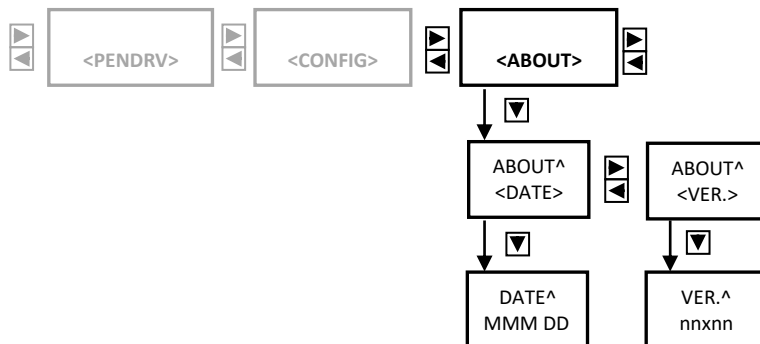 <PENDRV>
<CONFIG>
<ABOUT>
ABOUT^
<DATE>
ABOUT^
<VER.>
DATE^
MMM DD
VER.^
nnxnn